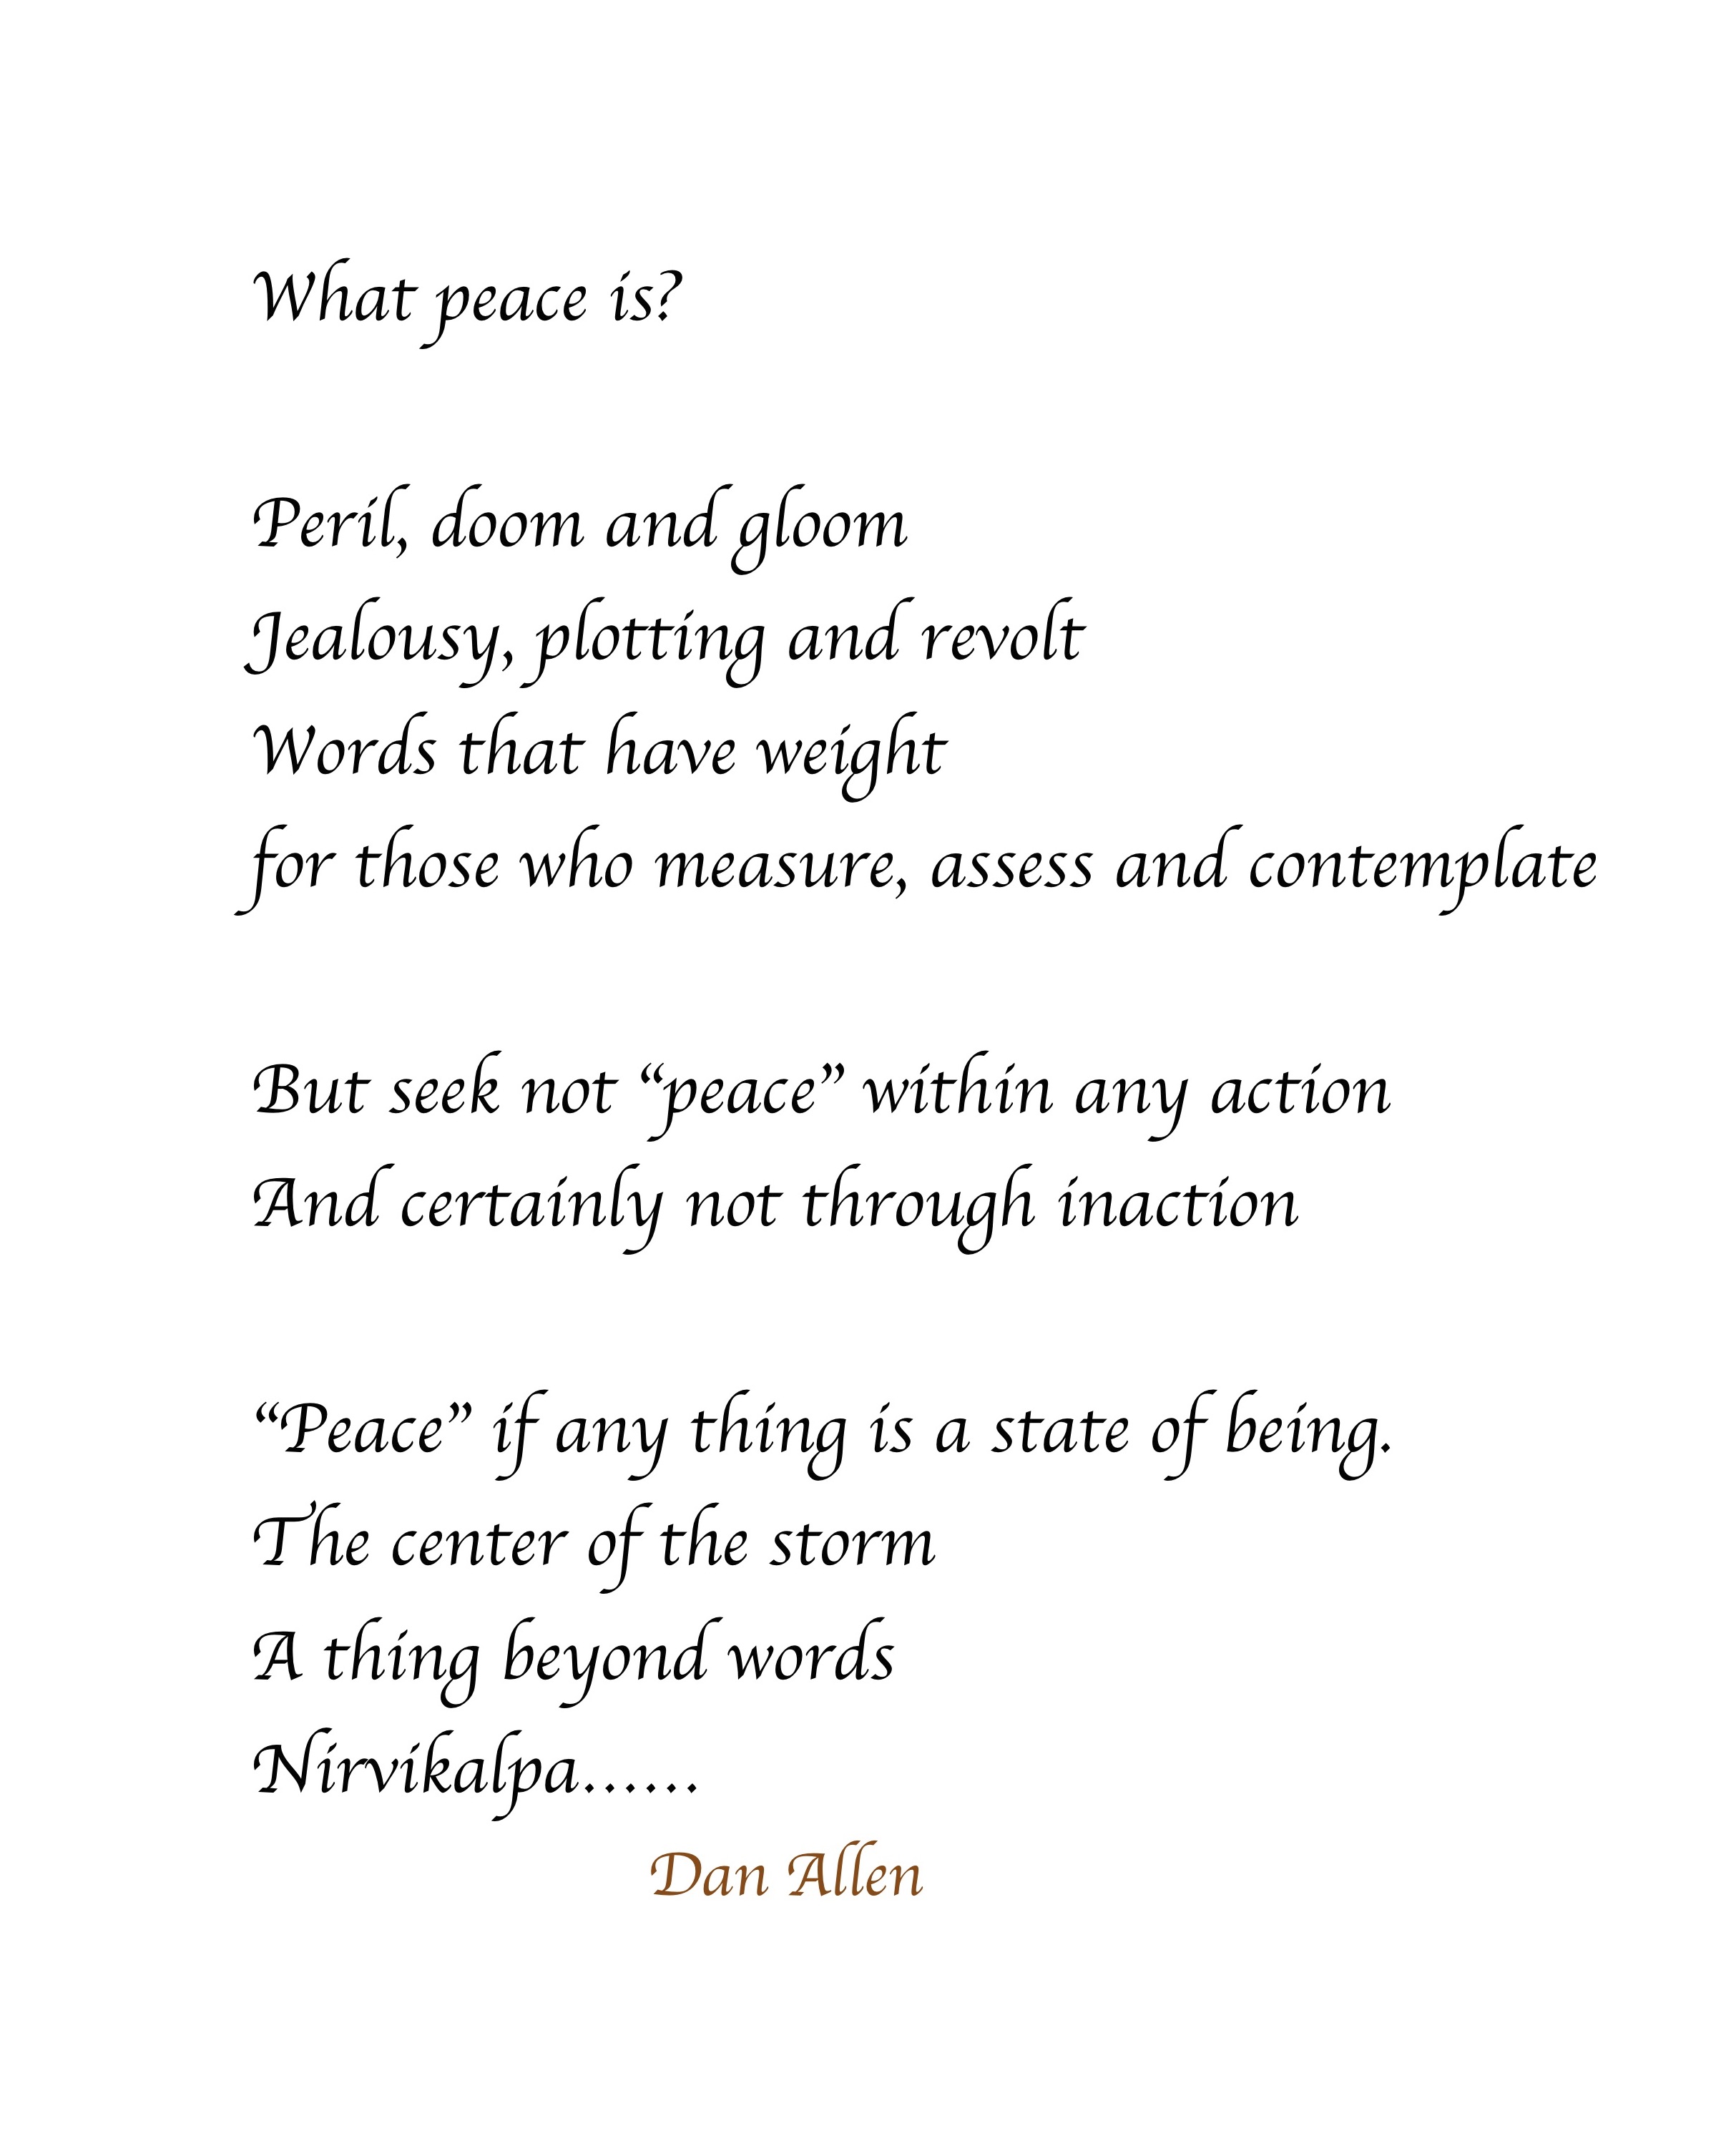 What peace is?
Peril, doom and gloom
Jealousy, plotting and revolt
Words that have weight
for those who measure, assess and contemplate
But seek not “peace” within any action
And certainly not through inaction
“Peace” if any thing is a state of being.
The center of the storm
A thing beyond words
Nirvikalpa......
Dan Allen